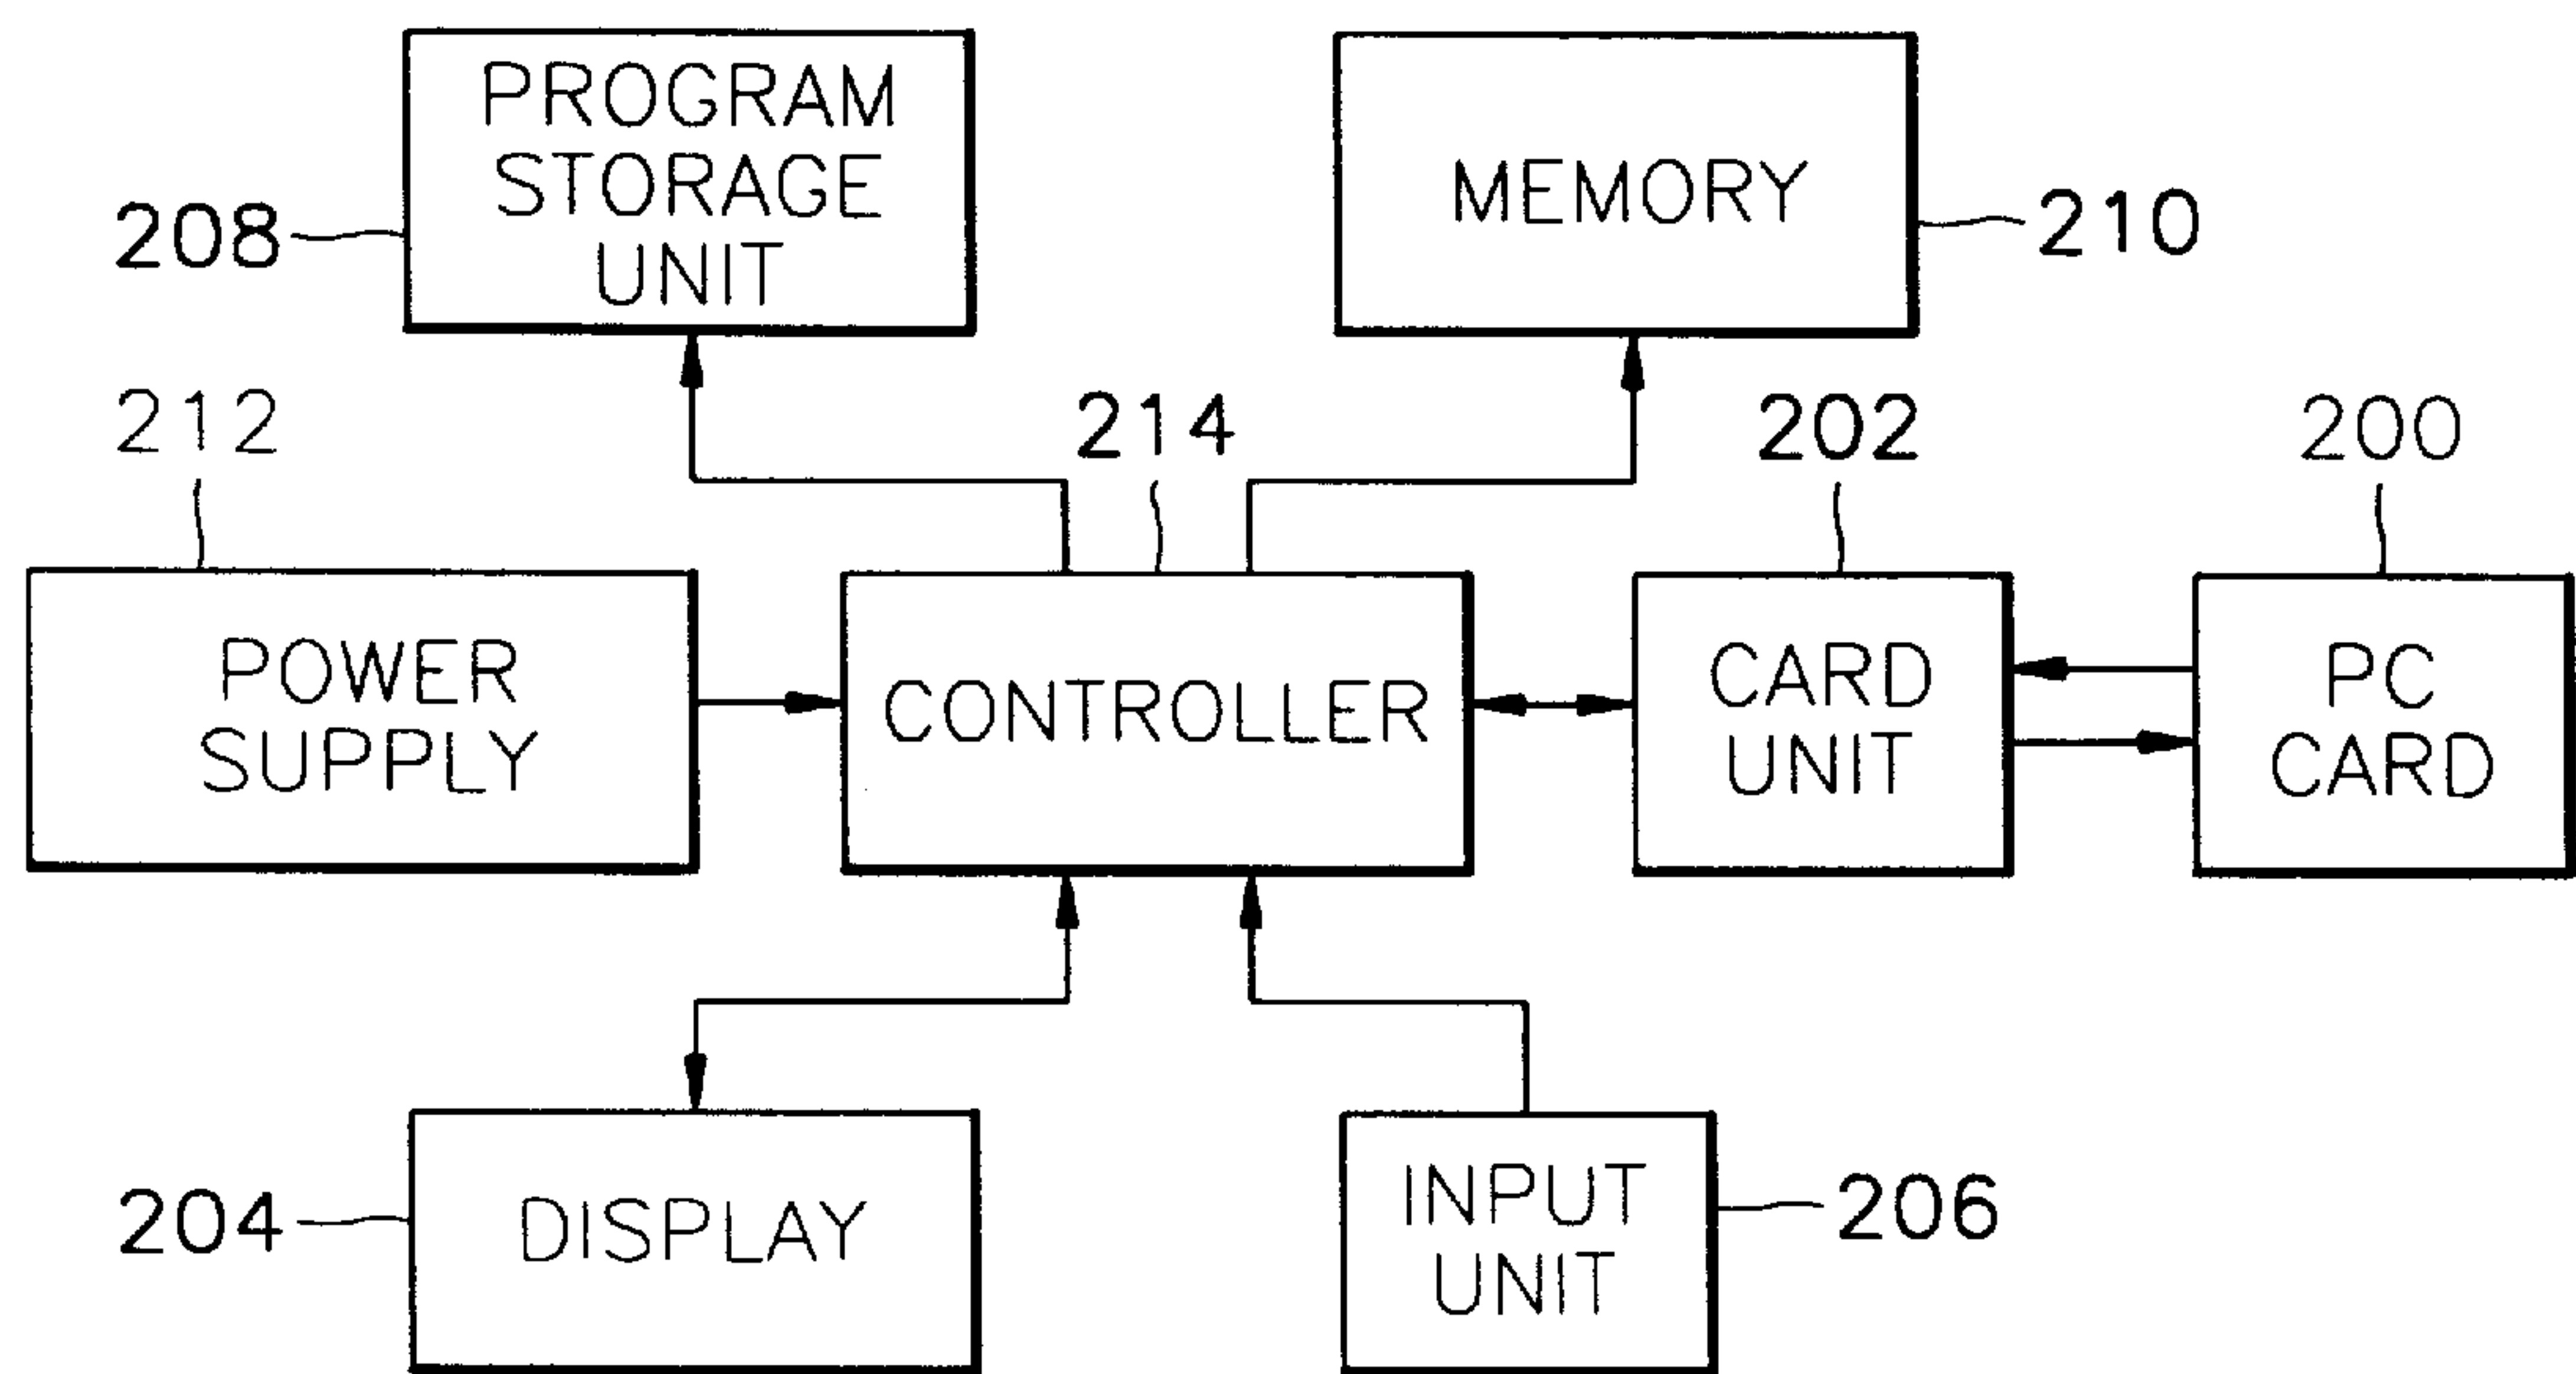 PROGRAM
STORAGE
UNIT
208
MEMORY
210
212
214
202
200
POWER
SUPPLY
CONTROLLER
CARD
UNIT
PC
CARD
204
DISPLAY
INPUT
UNIT
206